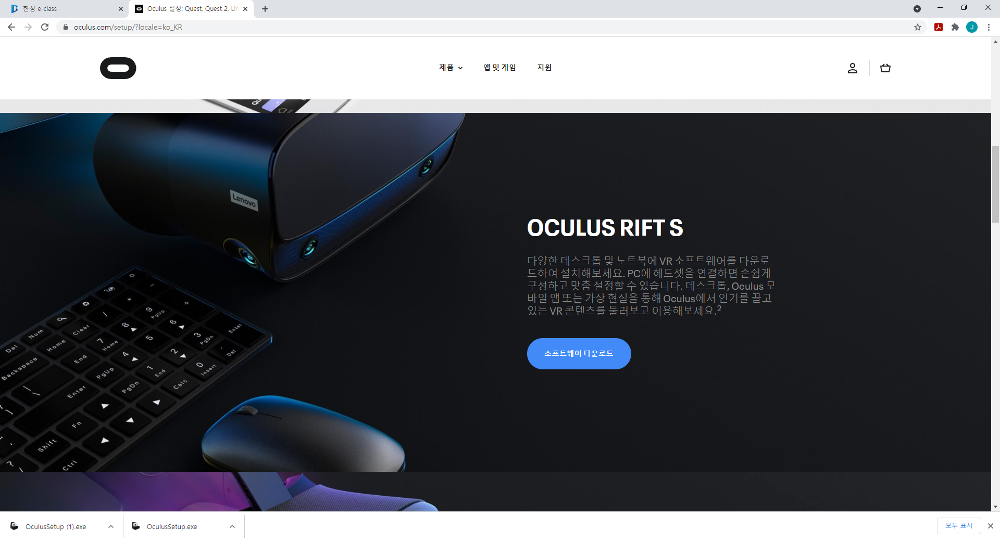 한성 e-class
Oculus 설정: Quest, Quest 2, Lin
oculus.com/setup/?locale=ko_KR
J
제품
앱 및 게임
지원
Lenovo
OCULUS RIFT S
다양한 데스크톱 및 노트북에 VR 소프트웨어를 다운로
드하여 설치해보세요. PC에 헤드셋을 연결하면 손쉽게
구성하고 맞춤 설정할 수 있습니다. 데스크톱, Oculus 모
바일 앱 또는 가상 현실을 통해 Oculus에서 인기를 끌고
있는 VR 콘텐츠를 둘러보고 이용해보세요.2
소프트웨어 다운로드
9 PgUp
+
*
/
Clear
Num
Del
Home
7 Home
8
5
6
3 PgDn
Enter
. Del
Backspace
End
4
2
0 Insert
PgUp
1 End
Calc
Enter
PgDn
Fn
Shift
Ctrl
? /
OculusSetup (1).exe
OculusSetup.exe
모두 표시